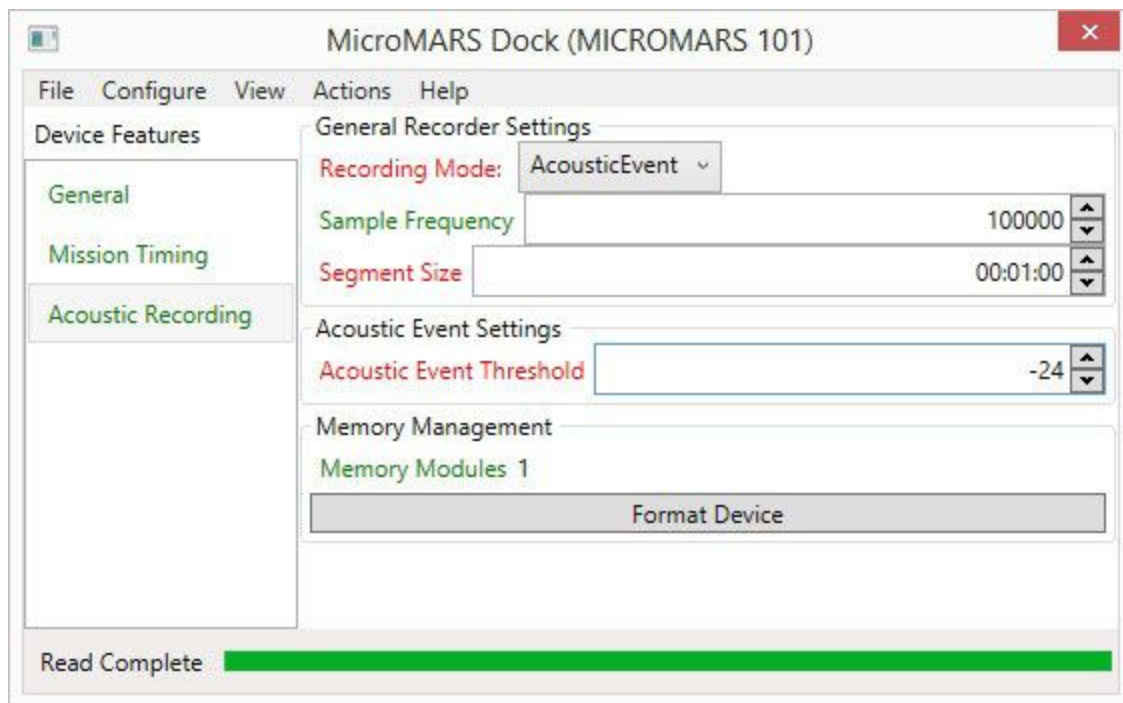 MicroMARS Dock (MICROMARS 101)
File Configure View Actions Help
Device Features
General
Mission Timing
Acoustic Recording
General Recorder Settings
Recording Mode: AcousticEvent
Sample Frequency 100000
Segment Size 00:01:00
Acoustic Event Settings
Acoustic Event Threshold -24
Memory Management
Memory Modules 1
Format Device
Read Complete